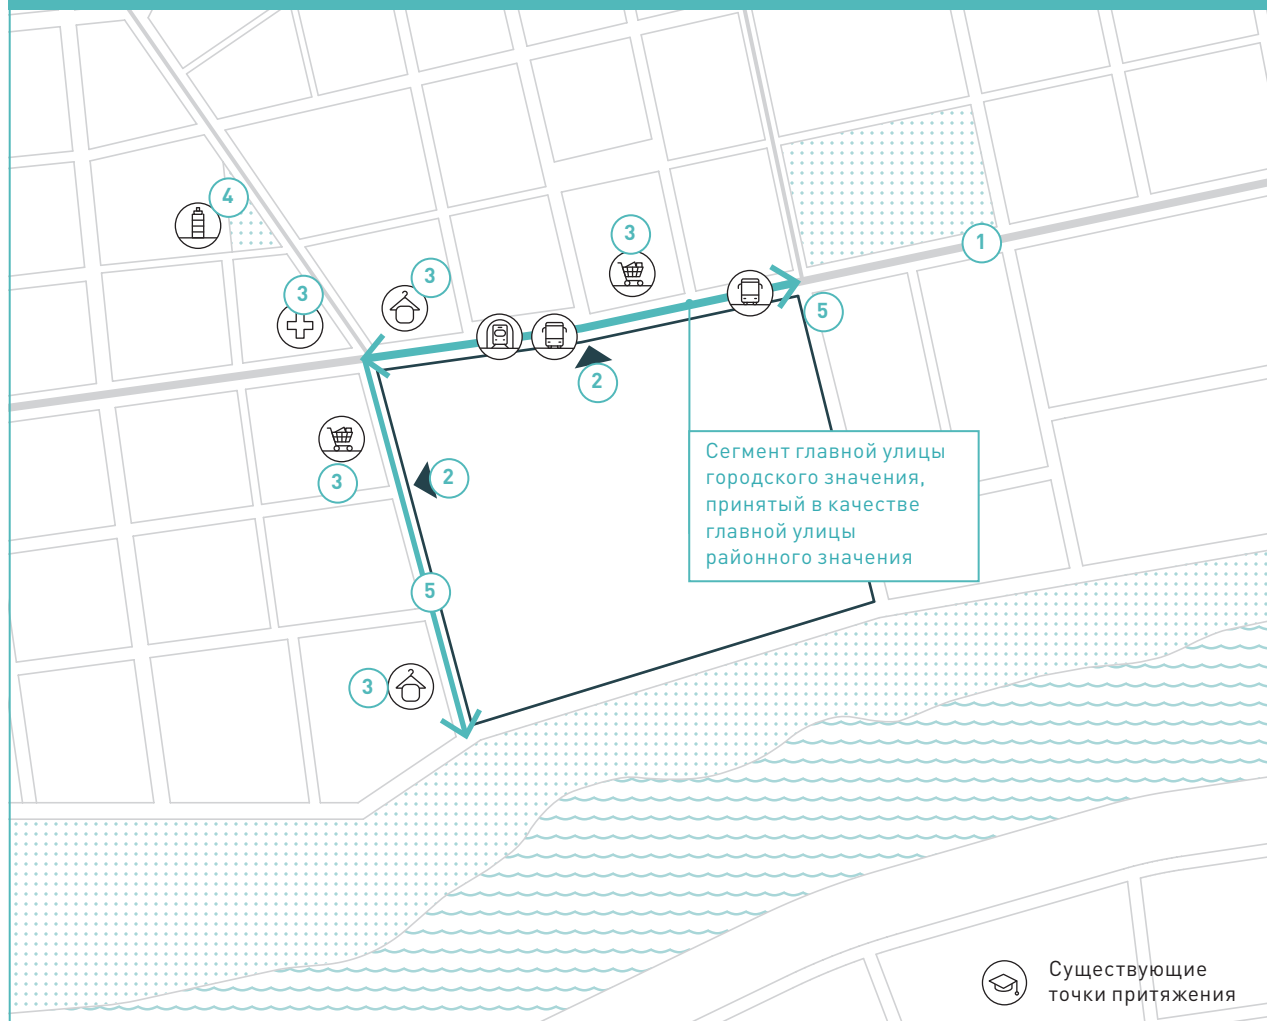 4
3
1
3
3
5
2
Сегмент главной улицы
городского значения,
принятый в качестве
главной улицы
районного значения
2
3
5
3
Существующие
точки притяжения